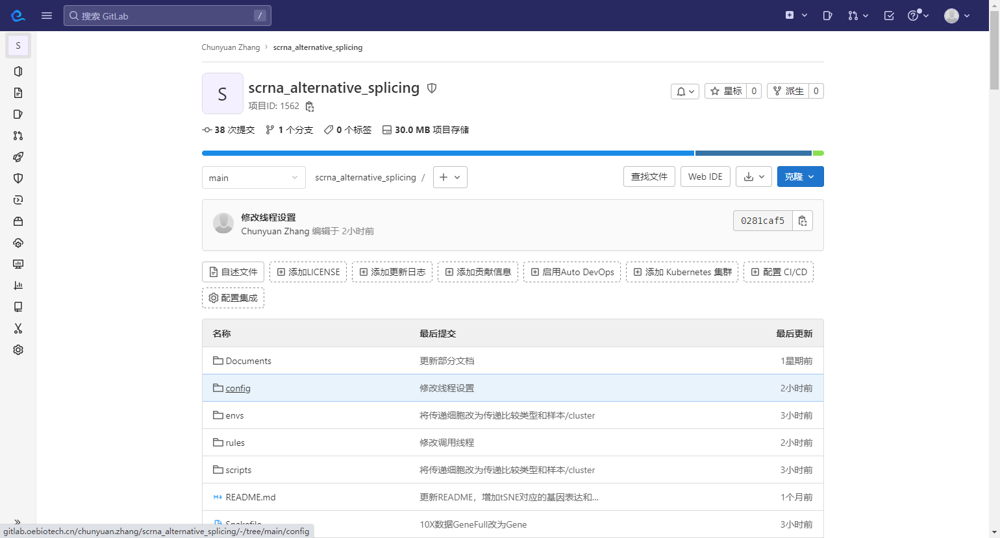 搜索 GitLab /
S
Chunyuan Zhang › scrna_alternative_splicing
S
scrna_alternative_splicing
项目ID: 1562
星标 0 派生 0
38 次提交 1 个分支 0 个标签 30.0 MB 项目存储
main scrna_alternative_splicing / + 查找文件 Web IDE 克隆
修改线程设置
Chunyuan Zhang 编辑于 2小时前
0281caf5
自述文件 添加LICENSE 添加更新日志 添加贡献信息 启用Auto DevOps 添加 Kubernetes 集群 配置 CI/CD
配置集成
名称 最后提交 最后更新
Documents 更新部分文档 1星期前
config 修改线程设置 2小时前
envs 将传递细胞改为传递比较类型和样本/cluster 3小时前
rules 修改调用线程 2小时前
scripts 将传递细胞改为传递比较类型和样本/cluster 3小时前
README.md 更新README，增加tSNE对应的基因表达和... 1个月前
Snakefile 10X数据GeneFull改为Gene 3小时前
gitlab.oebiotech.cn/chunyuan.zhang/scrna_alternative_splicing/-/tree/main/config